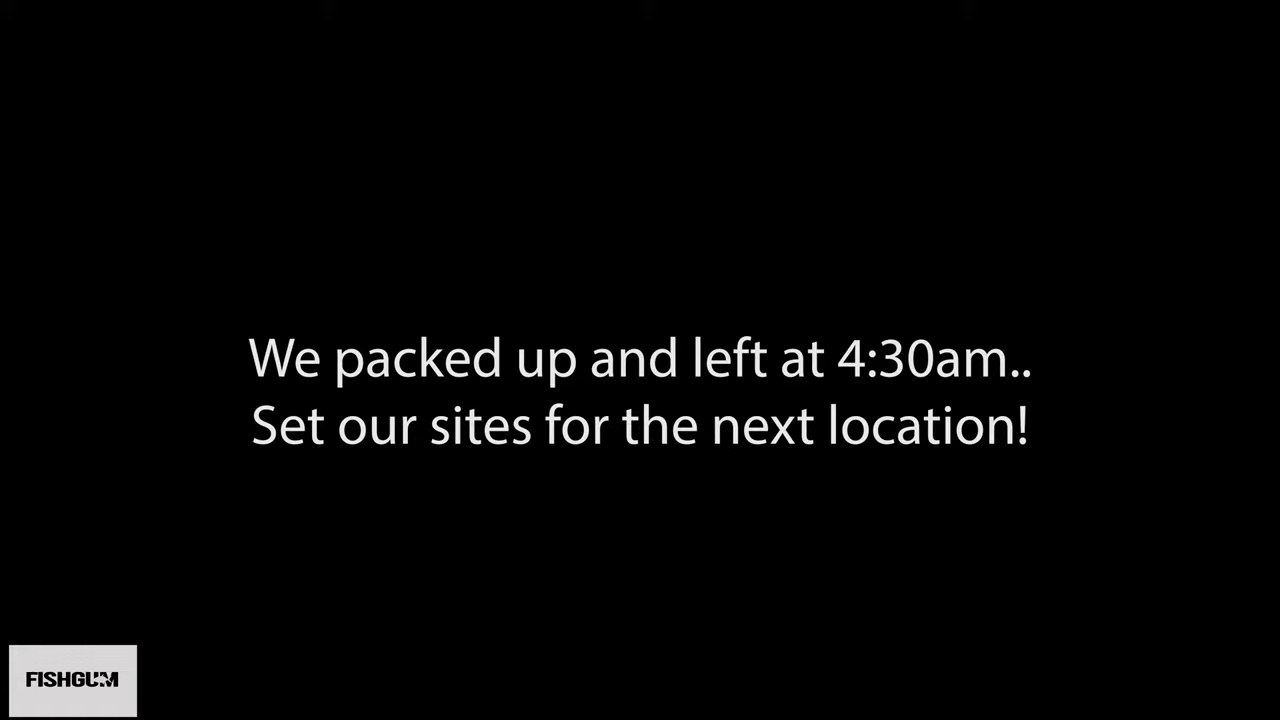 We packed up and left at 4:30am..
Set our sites for the next location!
FISHGUM